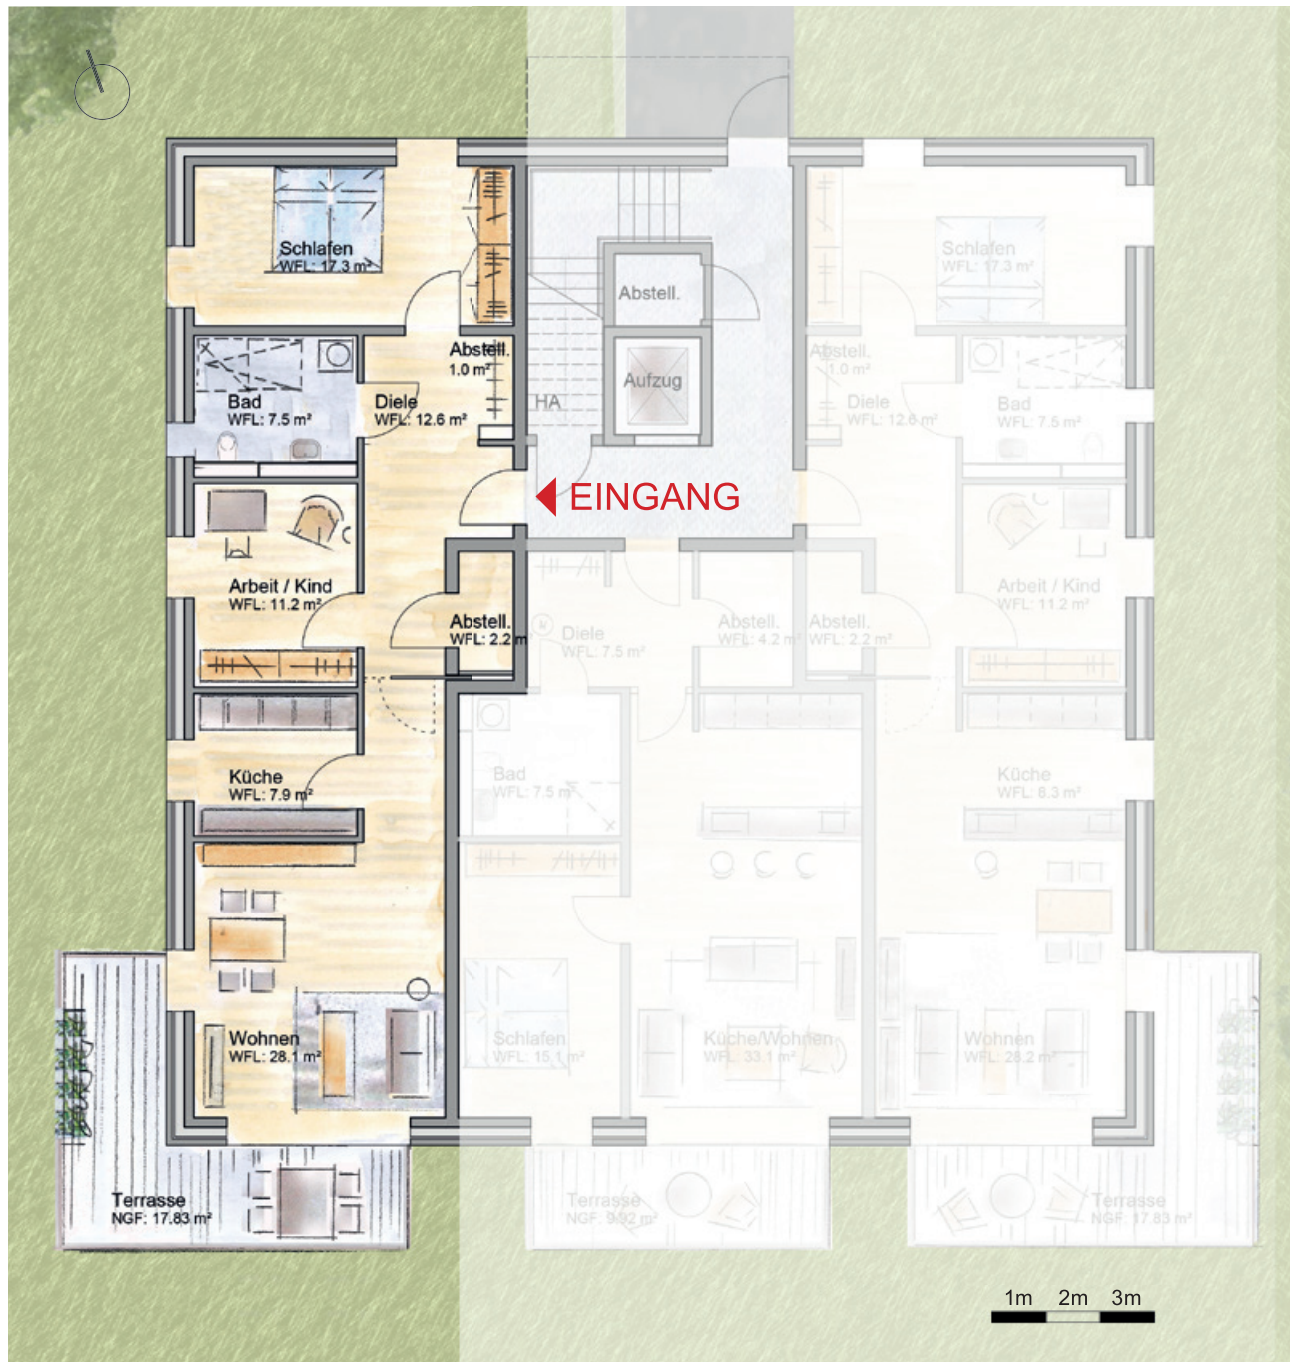 Schlafen
WFL: 17.3 m²
Abstell.
1.0 m²
Bad
WFL: 7.5 m²
Diele
WFL: 12.6 m²
Arbeit / Kind
WFL: 11.2 m²
Abstell.
WFL: 2.2 m²
Küche
WFL: 7.9 m²
Wohnen
WFL: 28.1 m²
Terrasse
NGF: 17.83 m²
Abstell.
Aufzug
HA
EINGANG
Diele
WFL: 7.5 m²
Abstell.
WFL: 4.2 m²
Bad
WFL: 7.5 m²
Schlafen
WFL: 15.1 m²
Küche/Wohnen
WFL: 33.1 m²
Terrasse
NGF: 9.92 m²
Schlafen
WFL: 17.3 m²
Abstell.
1.0 m²
Diele
WFL: 12.6 m²
Bad
WFL: 7.5 m²
Arbeit / Kind
WFL: 11.2 m²
Abstell.
WFL: 2.2 m²
Küche
WFL: 6.3 m²
Wohnen
WFL: 28.2 m²
Terrasse
NGF: 17.83 m²
1m 2m 3m